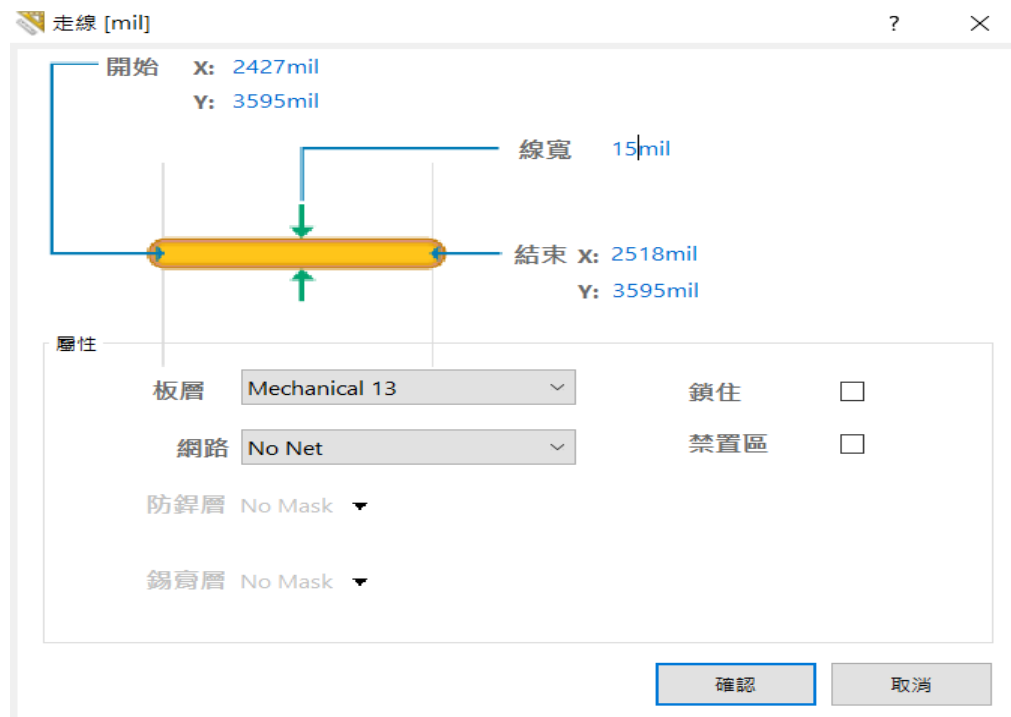 走線 [mil]
開始 X: 2427mil
Y: 3595mil
線寬 15mil
結束 X: 2518mil
Y: 3595mil
屬性
板層 Mechanical 13 鎖住
網路 No Net 禁置區
防銲層 No Mask
錫膏層 No Mask
確認 取消